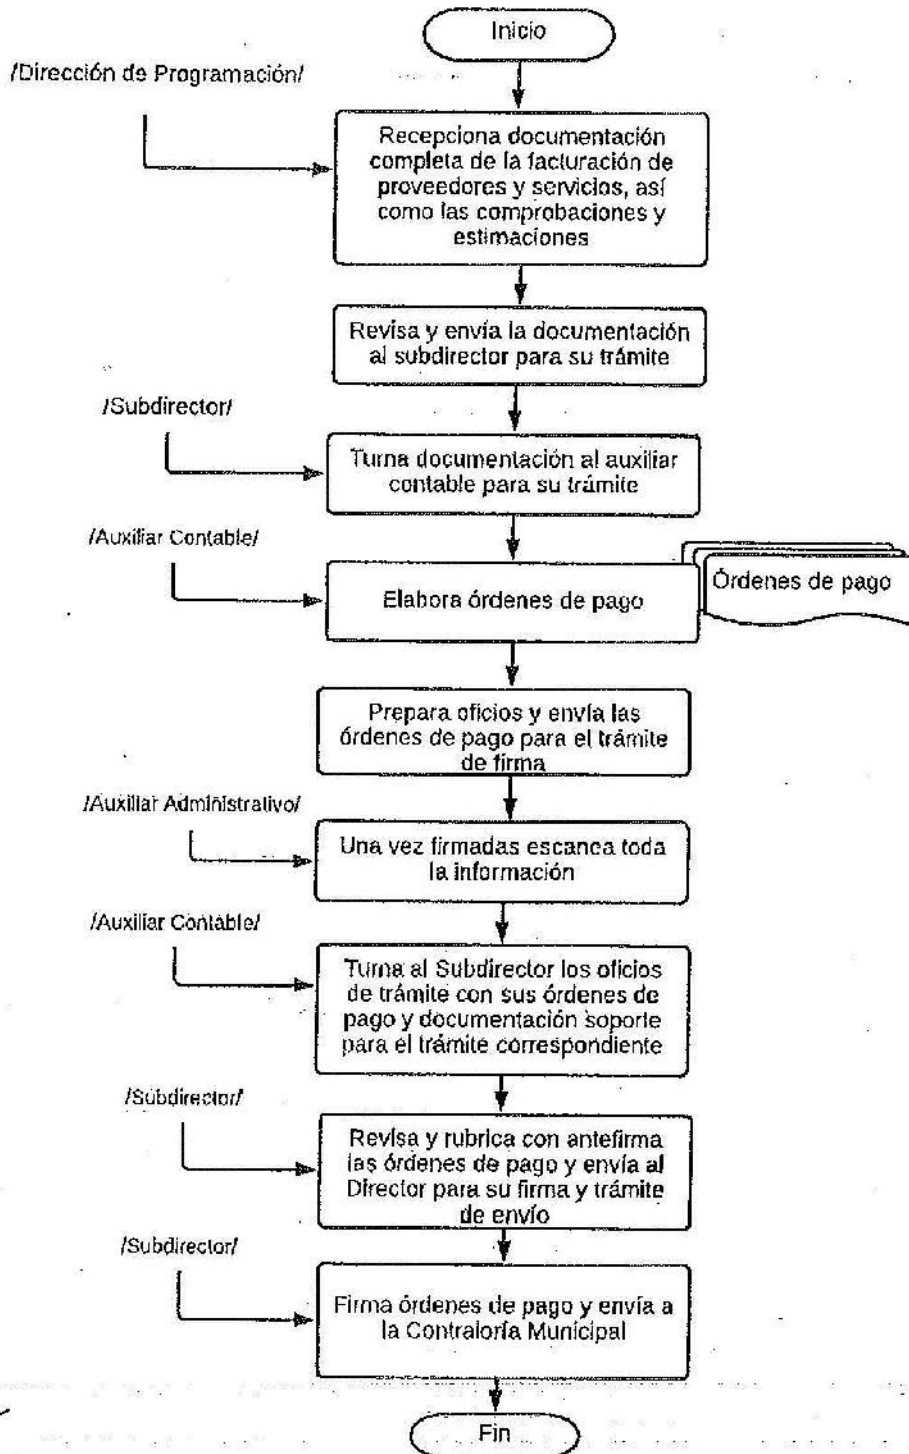 Inicio
/Dirección de Programación/
Recepciona documentación
completa de la facturación de
proveedores y servicios, así
como las comprobaciones y
estimaciones
Revisa y envía la documentación
al subdirector para su trámite
/Subdirector/
Turna documentación al auxiliar
contable para su trámite
/Auxiliar Contable/
Elabora órdenes de pago
Órdenes de pago
Prepara oficios y envía las
órdenes de pago para el trámite
de firma
/Auxiliar Administrativo/
Una vez firmadas escanea toda
la información
/Auxiliar Contable/
Turna al Subdirector los oficios
de trámite con sus órdenes de
pago y documentación soporte
para el trámite correspondiente
/Subdirector/
Revisa y rubrica con antefirma
las órdenes de pago y envía al
Director para su firma y trámite
de envío
/Subdirector/
Firma órdenes de pago y envía a
la Contraloría Municipal
Fin